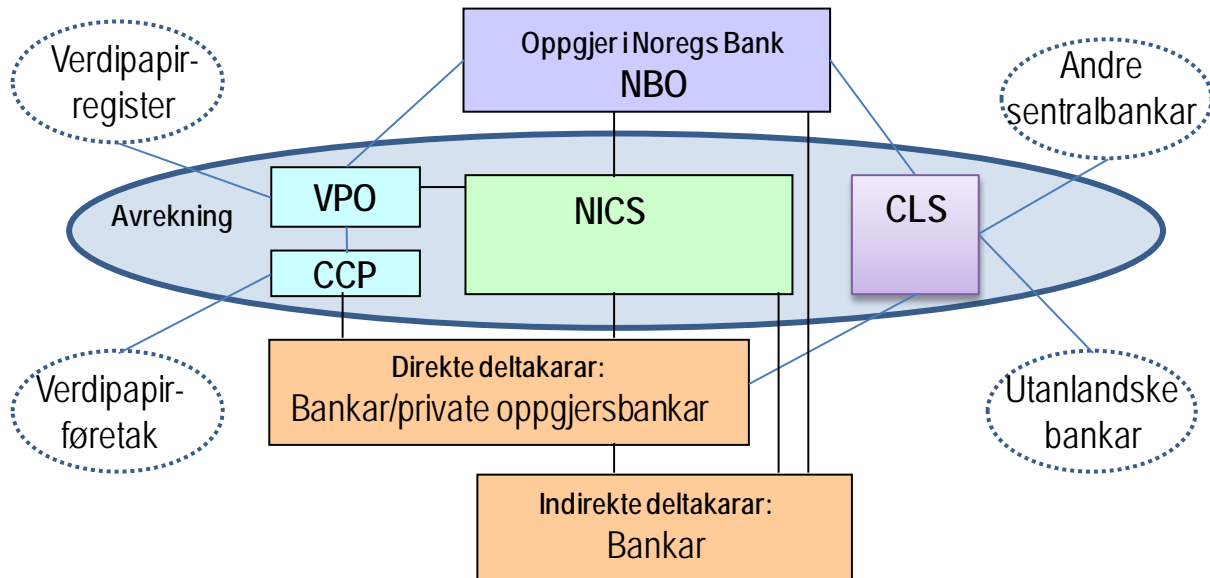 Oppgjer i Noregs Bank
NBO
Verdipapir-
register
Andre
sentralbankar
Avrekning
VPO
NICS
CLS
CCP
Direkte deltakarar:
Bankar/private oppgjersbankar
Verdipapir-
føretak
Utanlandske
bankar
Indirekte deltakarar:
Bankar